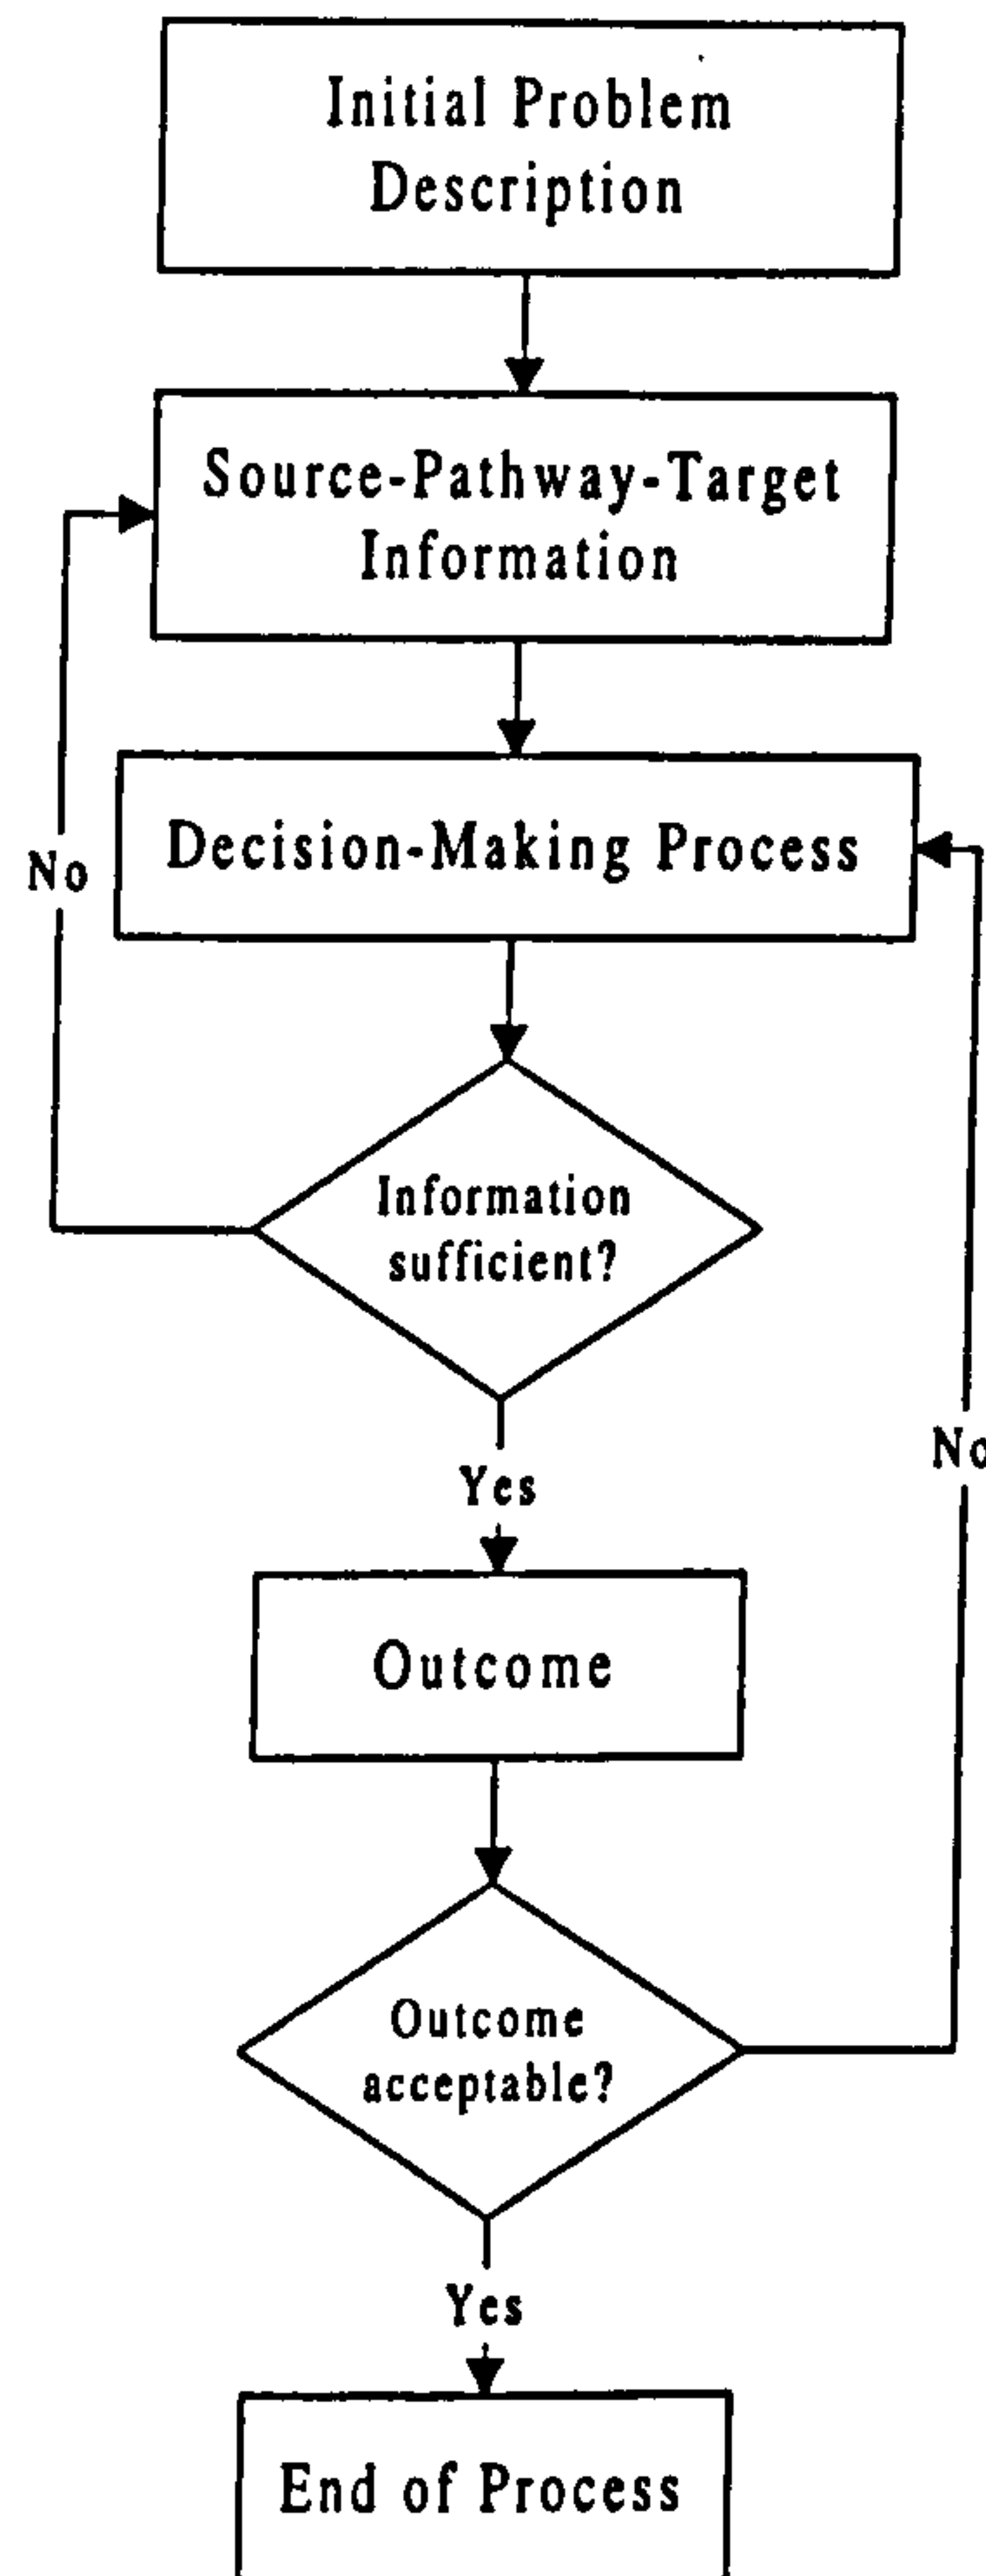 Initial Problem
Description
Source-Pathway-Target
Information
Decision-Making Process
No
Information
sufficient?
No
Yes
Outcome
Outcome
acceptable?
Yes
End of Process